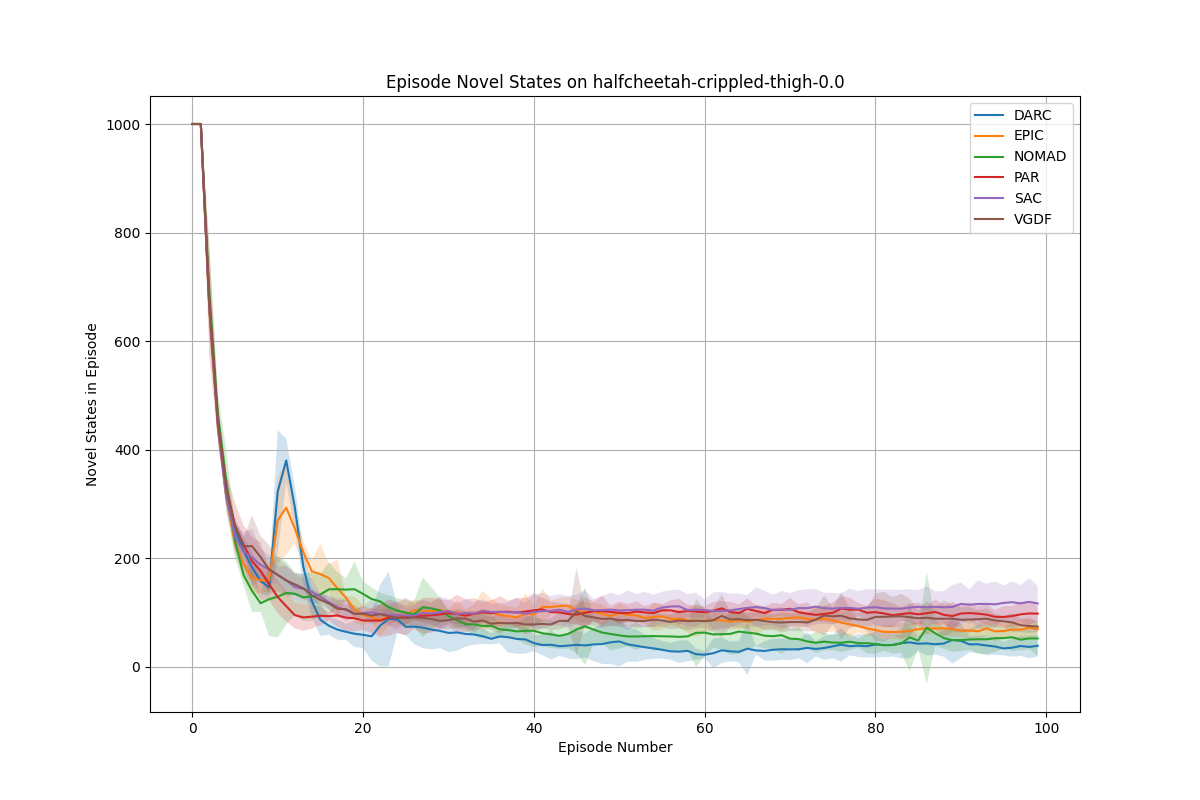 Episode Novel States on halfcheetah-crippled-thigh-0.0
DARC
EPIC
NOMAD
PAR
SAC
VGDF
Novel States in Episode
1000
800
600
400
200
0
0
20
40
60
80
100
Episode Number